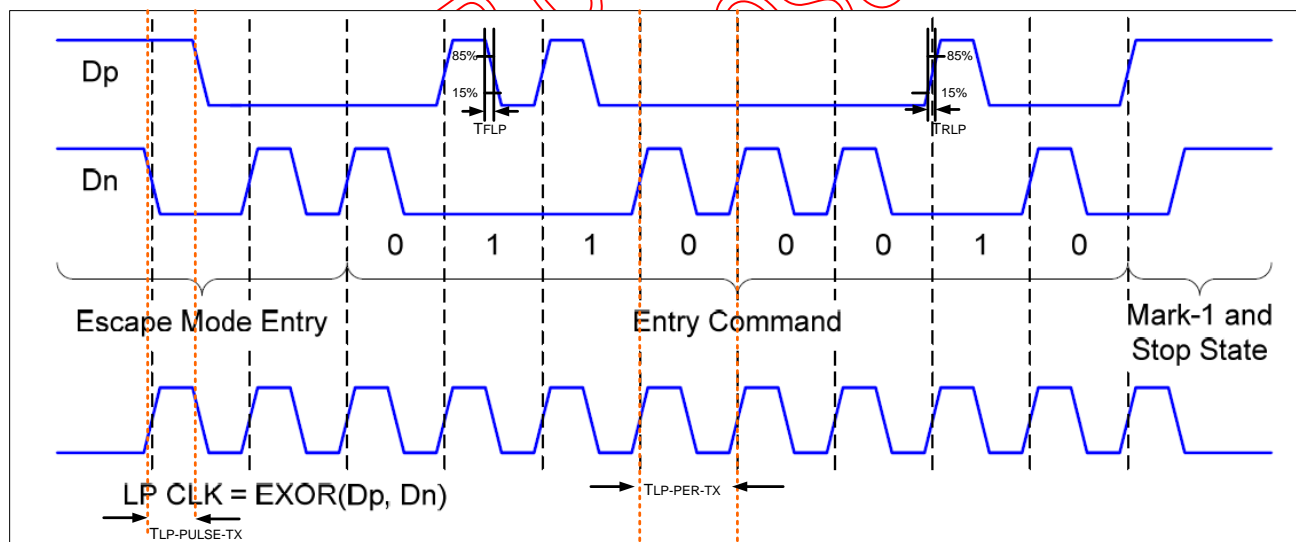 Dp
85%
15%
TFLP
85%
15%
TRLP
Dn
0 1 1 0 0 0 1 0
Escape Mode Entry
Entry Command
Mark-1 and
Stop State
LP CLK = EXOR(Dp, Dn)
TLP-PER-TX
TLP-PULSE-TX